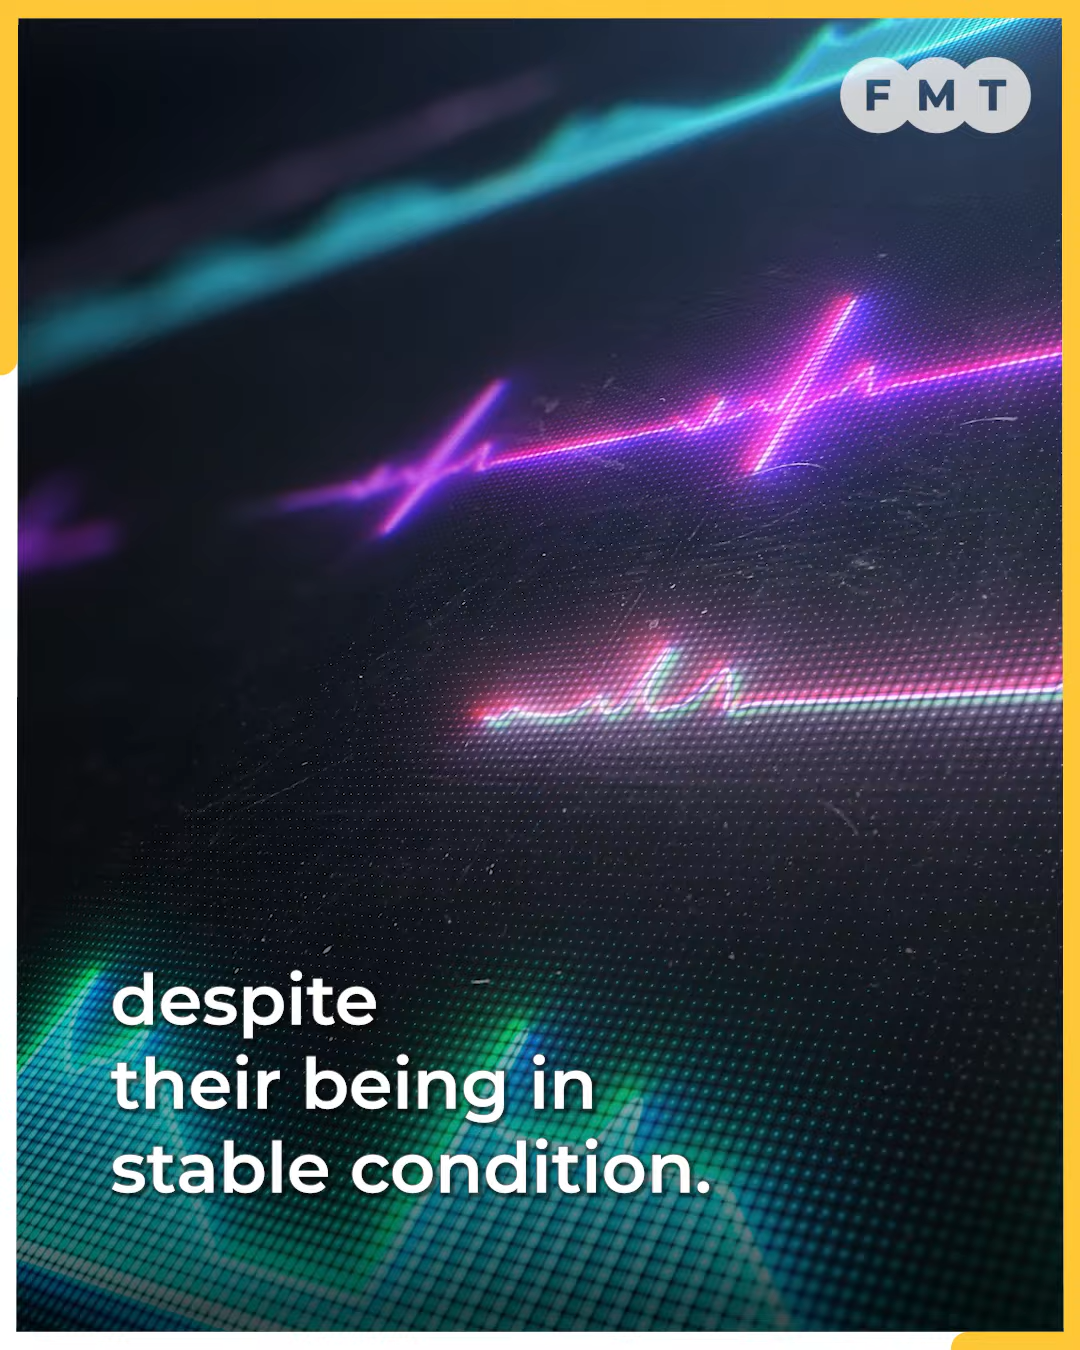 FMT
despite
their being in
stable condition.